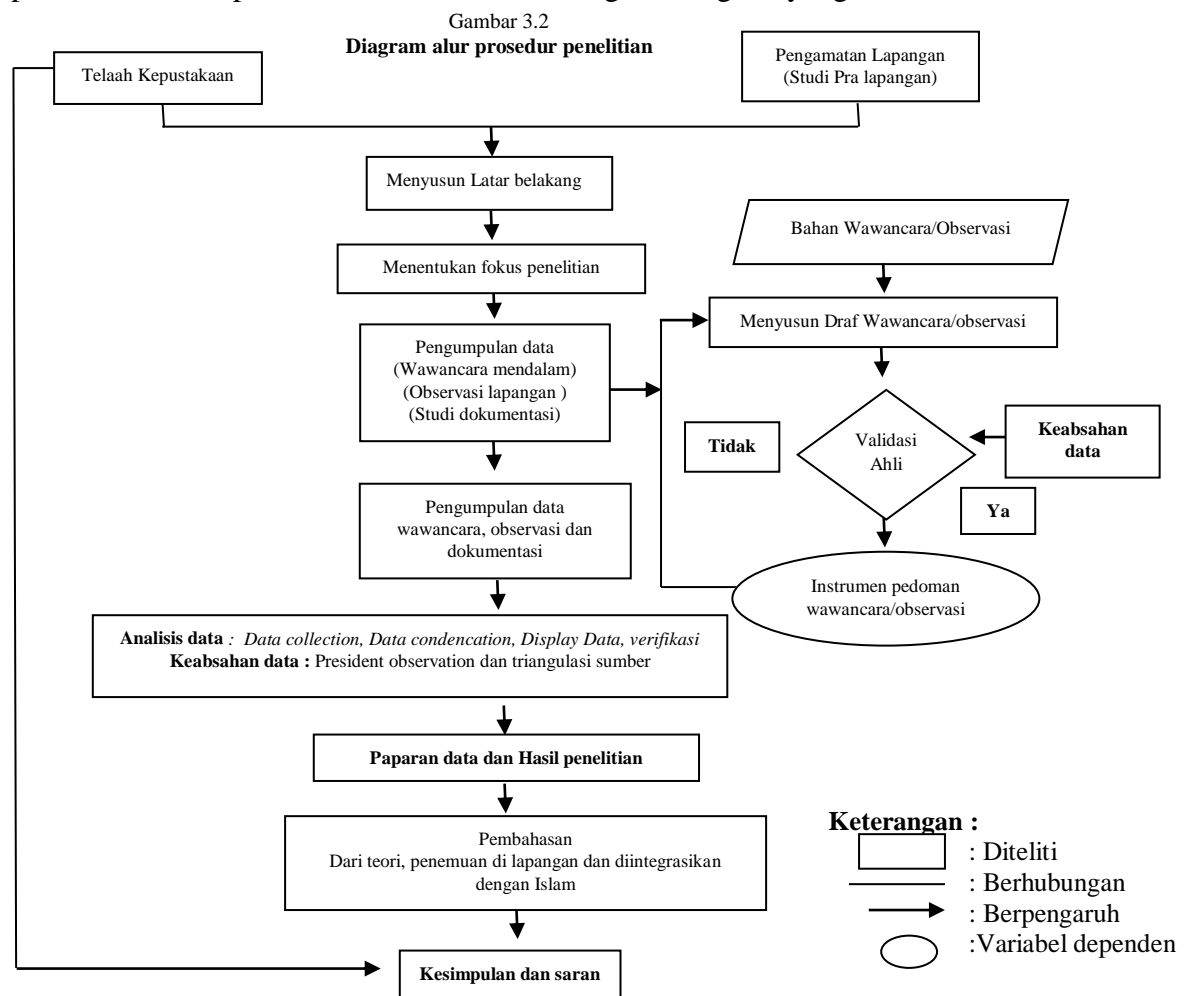 Gambar 3.2
Diagram alur prosedur penelitian
Telaah Kepustakaan
Pengamatan Lapangan
(Studi Pra lapangan)
Menyusun Latar belakang
Bahan Wawancara/Observasi
Menentukan fokus penelitian
Menyusun Draf Wawancara/observasi
Pengumpulan data
(Wawancara mendalam)
(Observasi lapangan )
(Studi dokumentasi)
Tidak
Validasi
Ahli
Keabsahan
data
Ya
Pengumpulan data
wawancara, observasi dan
dokumentasi
Instrumen pedoman
wawancara/observasi
Analisis data : Data collection, Data condencation, Display Data, verifikasi
Keabsahan data : President observation dan triangulasi sumber
Paparan data dan Hasil penelitian
Pembahasan
Dari teori, penemuan di lapangan dan diintegrasikan
dengan Islam
Kesimpulan dan saran
Keterangan :
: Diteliti
: Berhubungan
: Berpengaruh
:Variabel dependen